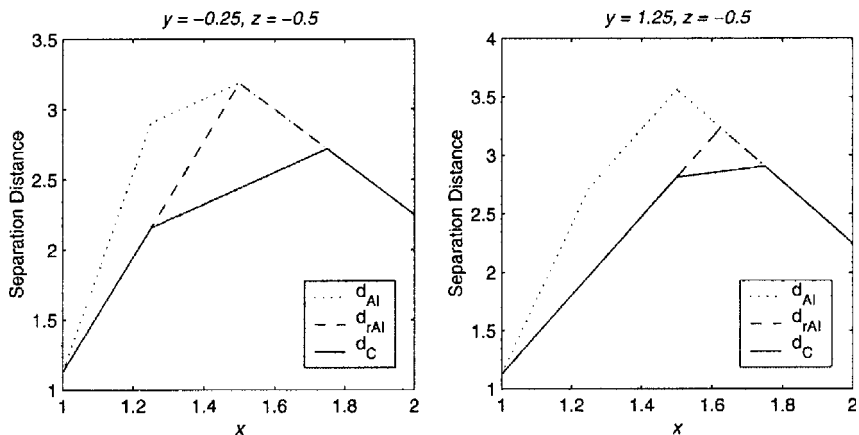 y = −0.25, z = −0.5
3.5
3
2.5
2
1.5
1
Separation Distance
1
1.2
1.4
1.6
1.8
2
x
d_AI
d_rAI
d_C
y = 1.25, z = −0.5
4
3.5
3
2.5
2
1.5
1
Separation Distance
1
1.2
1.4
1.6
1.8
2
x
d_AI
d_rAI
d_C